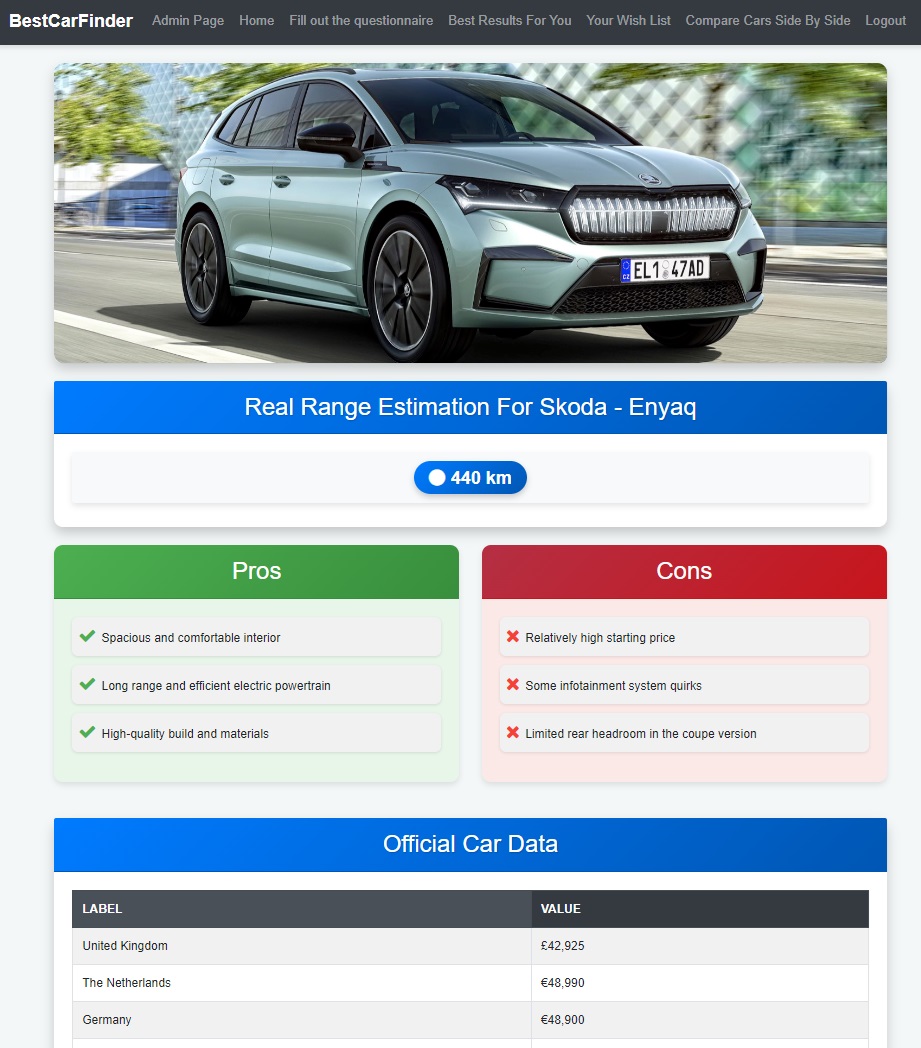 BestCarFinder Admin Page Home Fill out the questionnaire Best Results For You Your Wish List Compare Cars Side By Side Logout
EL1 47AD
CZ
Real Range Estimation For Skoda - Enyaq
440 km
Pros
Spacious and comfortable interior
Long range and efficient electric powertrain
High-quality build and materials
Cons
Relatively high starting price
Some infotainment system quirks
Limited rear headroom in the coupe version
Official Car Data
LABEL VALUE
United Kingdom £42,925
The Netherlands €48,990
Germany €48,900